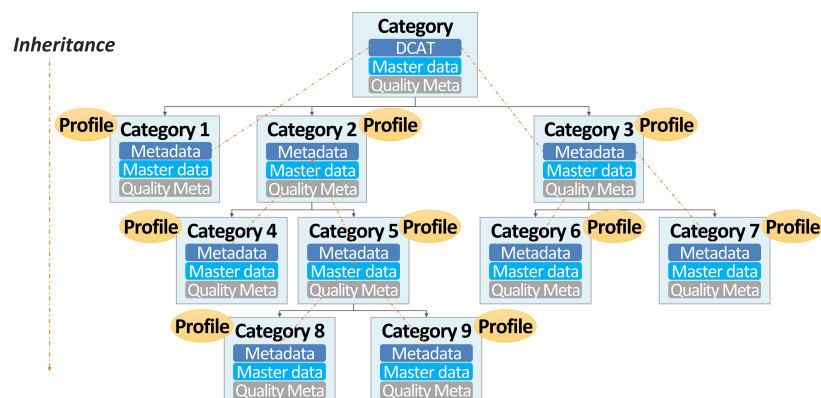 Category
Inheritance
DCAT
Master data
Quality Meta
Profile
Category 1
Metadata
Master data
Quality Meta
Category 2
Profile
Metadata
Master data
Quality Meta
Category 3
Profile
Metadata
Master data
Quality Meta
Profile
Category 4
Metadata
Master data
Quality Meta
Category 5
Profile
Metadata
Master data
Quality Meta
Category 6
Profile
Metadata
Master data
Quality Meta
Category 7
Profile
Metadata
Master data
Quality Meta
Profile
Category 8
Metadata
Master data
Quality Meta
Category 9
Profile
Metadata
Master data
Quality Meta